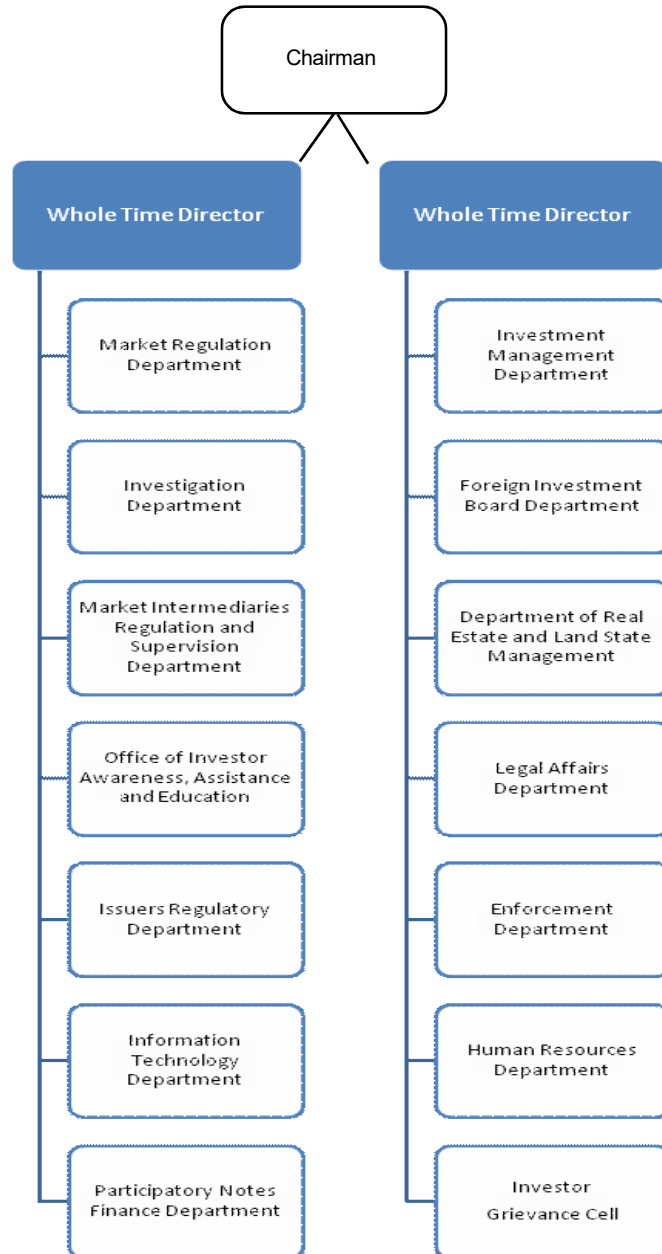 Chairman
Whole Time Director
Market Regulation
Department
Investigation
Department
Market Intermediaries
Regulation and
Supervision
Department
Office of Investor
Awareness, Assistance
and Education
Issuers Regulatory
Department
Information
Technology
Department
Participatory Notes
Finance Department
Whole Time Director
Investment
Management
Department
Foreign Investment
Board Department
Department of Real
Estate and Land State
Management
Legal Affairs
Department
Enforcement
Department
Human Resources
Department
Investor
Grievance Cell